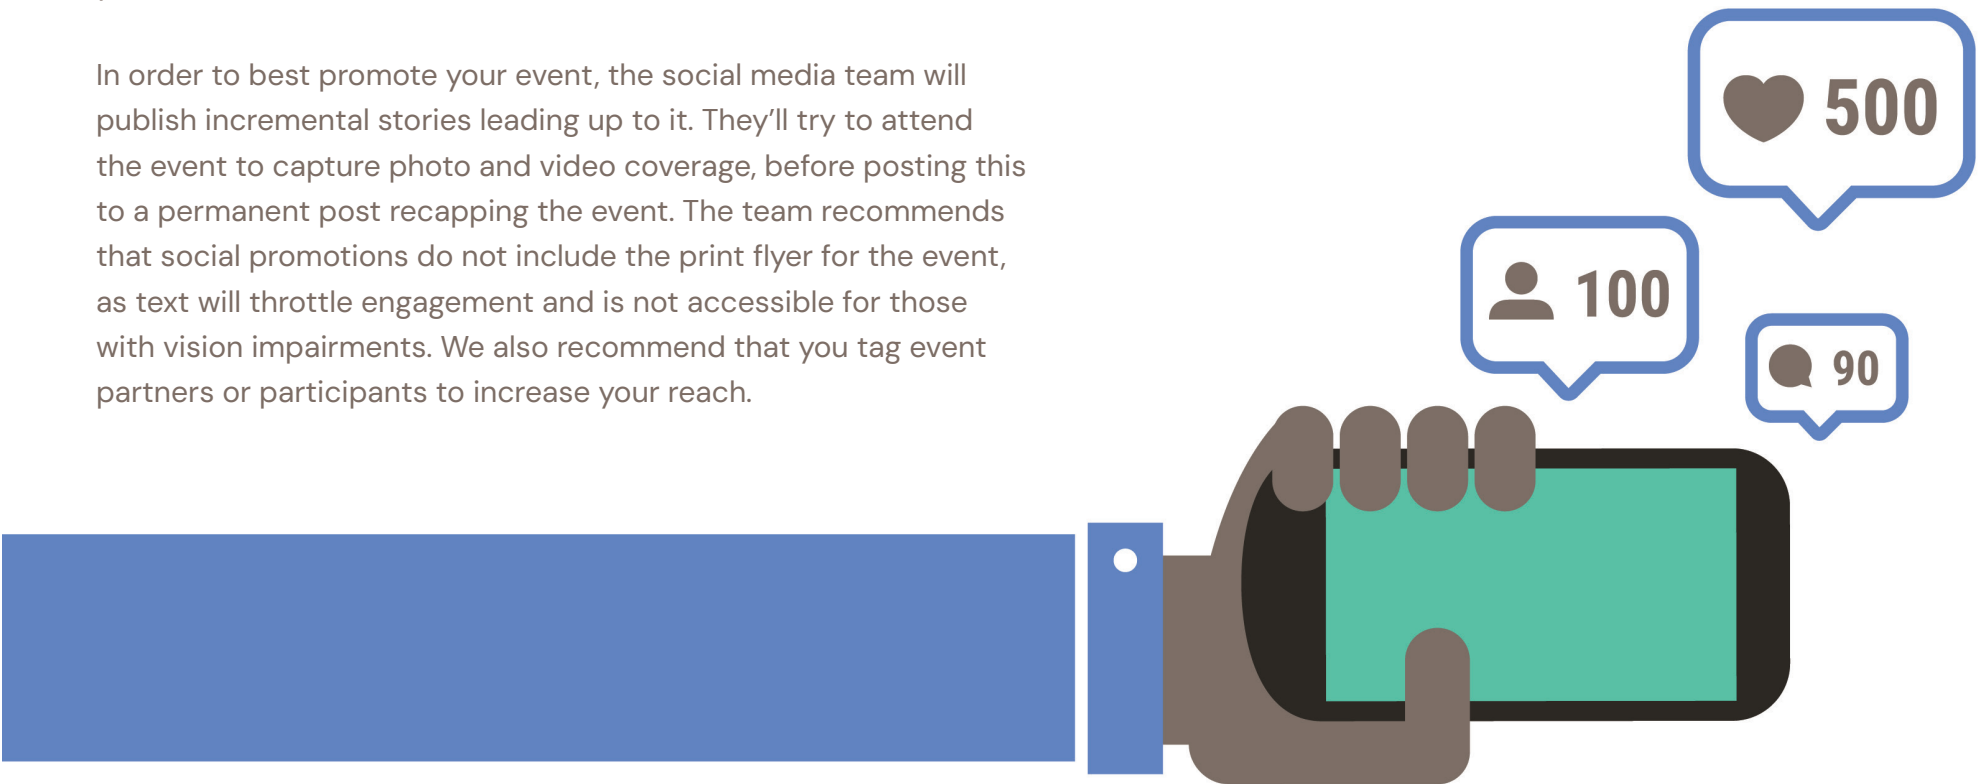 In order to best promote your event, the social media team will
publish incremental stories leading up to it. They’ll try to attend
the event to capture photo and video coverage, before posting this
to a permanent post recapping the event. The team recommends
that social promotions do not include the print flyer for the event,
as text will throttle engagement and is not accessible for those
with vision impairments. We also recommend that you tag event
partners or participants to increase your reach.
500
100
90